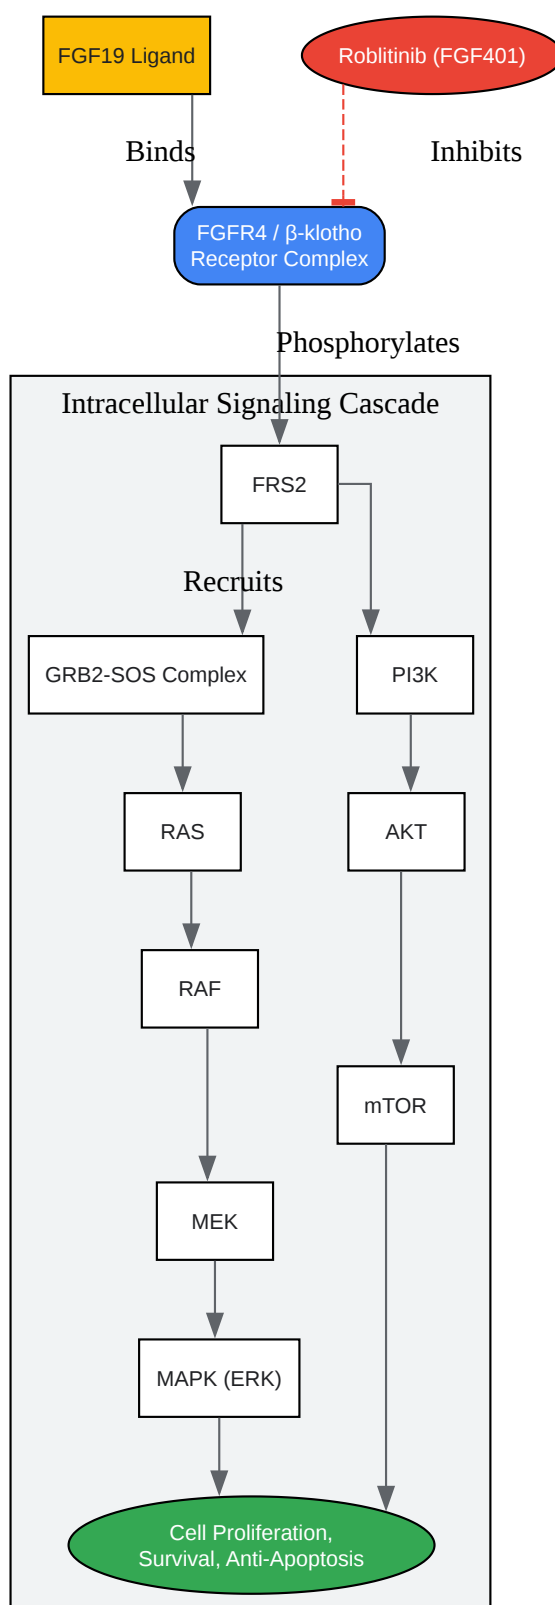 FGF19 Ligand
Roblitinib (FGF401)
Binds
Inhibits
FGFR4 / β-klotho
Receptor Complex
Phosphorylates
Intracellular Signaling Cascade
FRS2
Recruits
GRB2-SOS Complex
PI3K
RAS
AKT
RAF
mTOR
MEK
MAPK (ERK)
Cell Proliferation,
Survival, Anti-Apoptosis